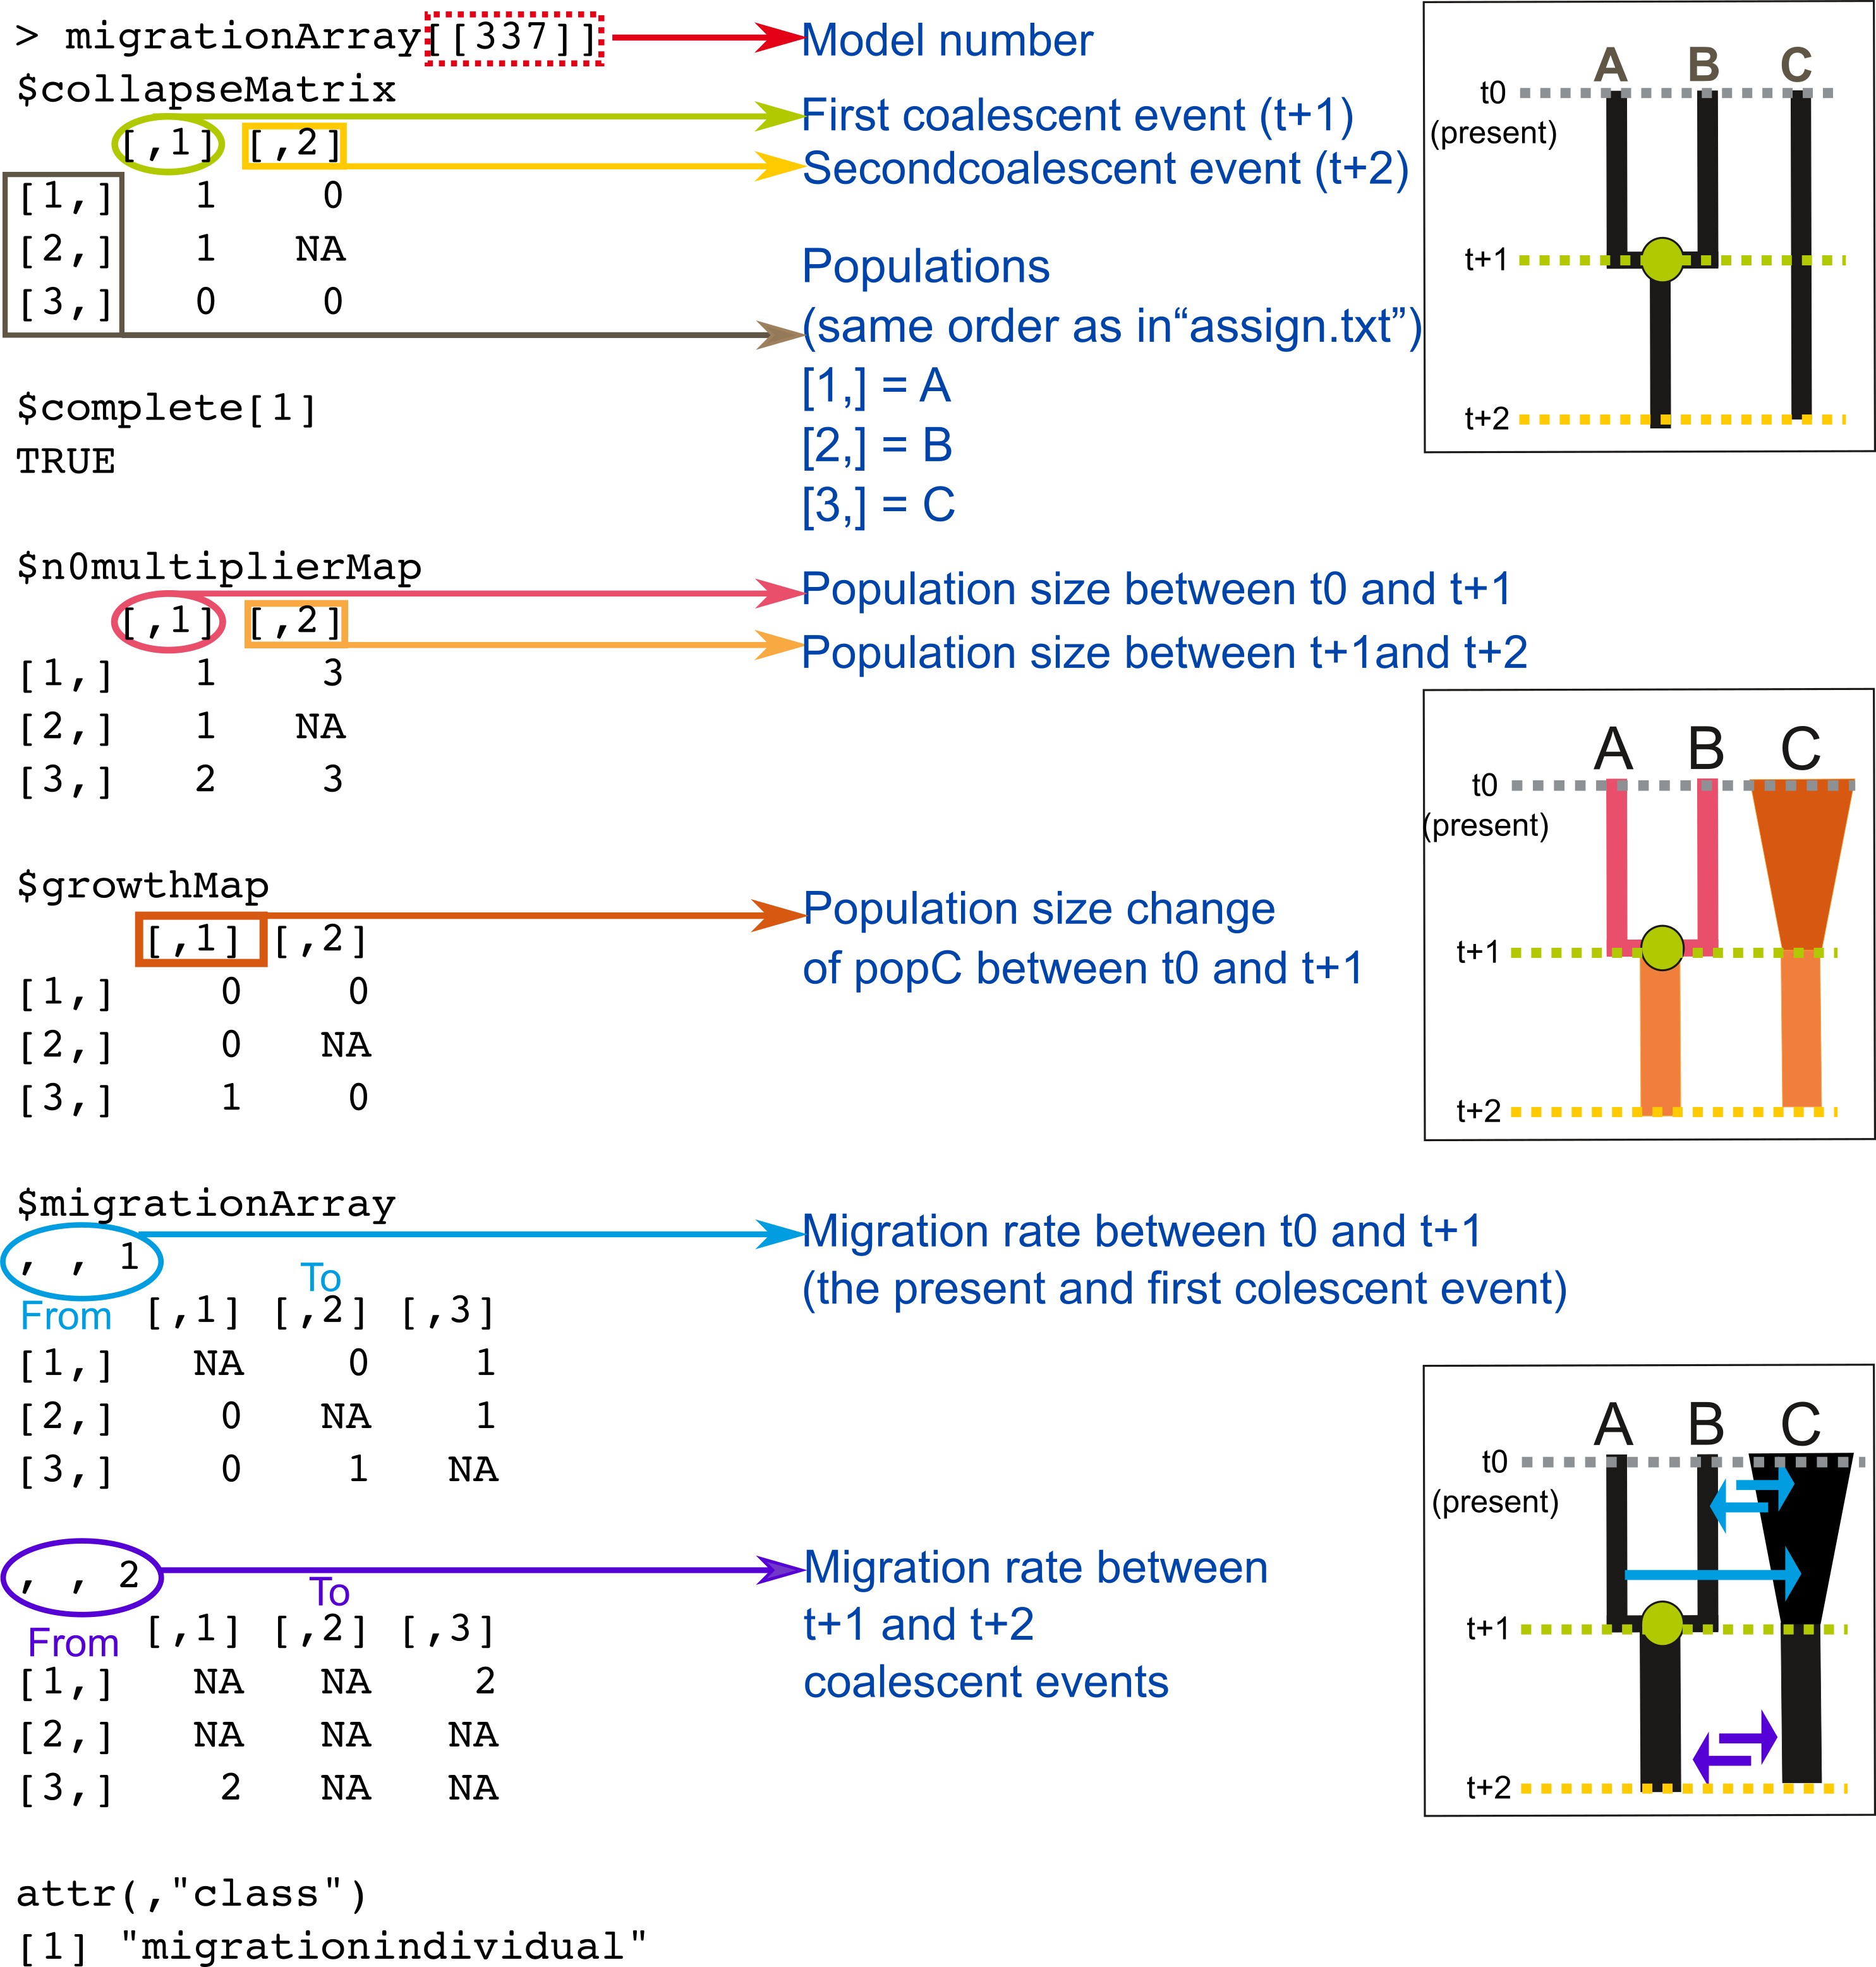 > migrationArray[[337]]
Model number
$collapseMatrix
[,1] [,2]
First coalescent event (t+1)
Secondcoalescent event (t+2)
[1,] 1 0
[2,] 1 NA
[3,] 0 0
Populations
(same order as in“assign.txt”)
[1,] = A
[2,] = B
[3,] = C
$complete[1]
TRUE
A B C
t0
(present)
t+1
t+2
$n0multiplierMap
[,1] [,2]
Population size between t0 and t+1
Population size between t+1and t+2
[1,] 1 3
[2,] 1 NA
[3,] 2 3
$growthMap
[,1] [,2]
Population size change
of popC between t0 and t+1
[1,] 0 0
[2,] 0 NA
[3,] 1 0
A B C
t0
(present)
t+1
t+2
$migrationArray
, , 1
Migration rate between t0 and t+1
(the present and first colescent event)
To
From [,1] [,2] [,3]
[1,] NA 0 1
[2,] 0 NA 1
[3,] 0 1 NA
, , 2
Migration rate between
t+1 and t+2
coalescent events
To
From [,1] [,2] [,3]
[1,] NA NA 2
[2,] NA NA NA
[3,] 2 NA NA
A B C
t0
(present)
t+1
t+2
attr(,"class")
[1] "migrationindividual"